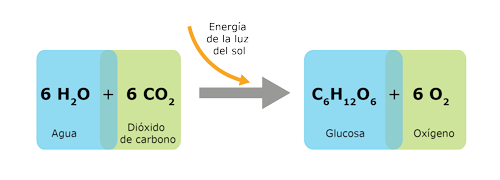 Energía
de la luz
del sol
6 H₂O + 6 CO₂
C₆H₁₂O₆ + 6 O₂
Agua
Dióxido
de carbono
Glucosa
Oxígeno